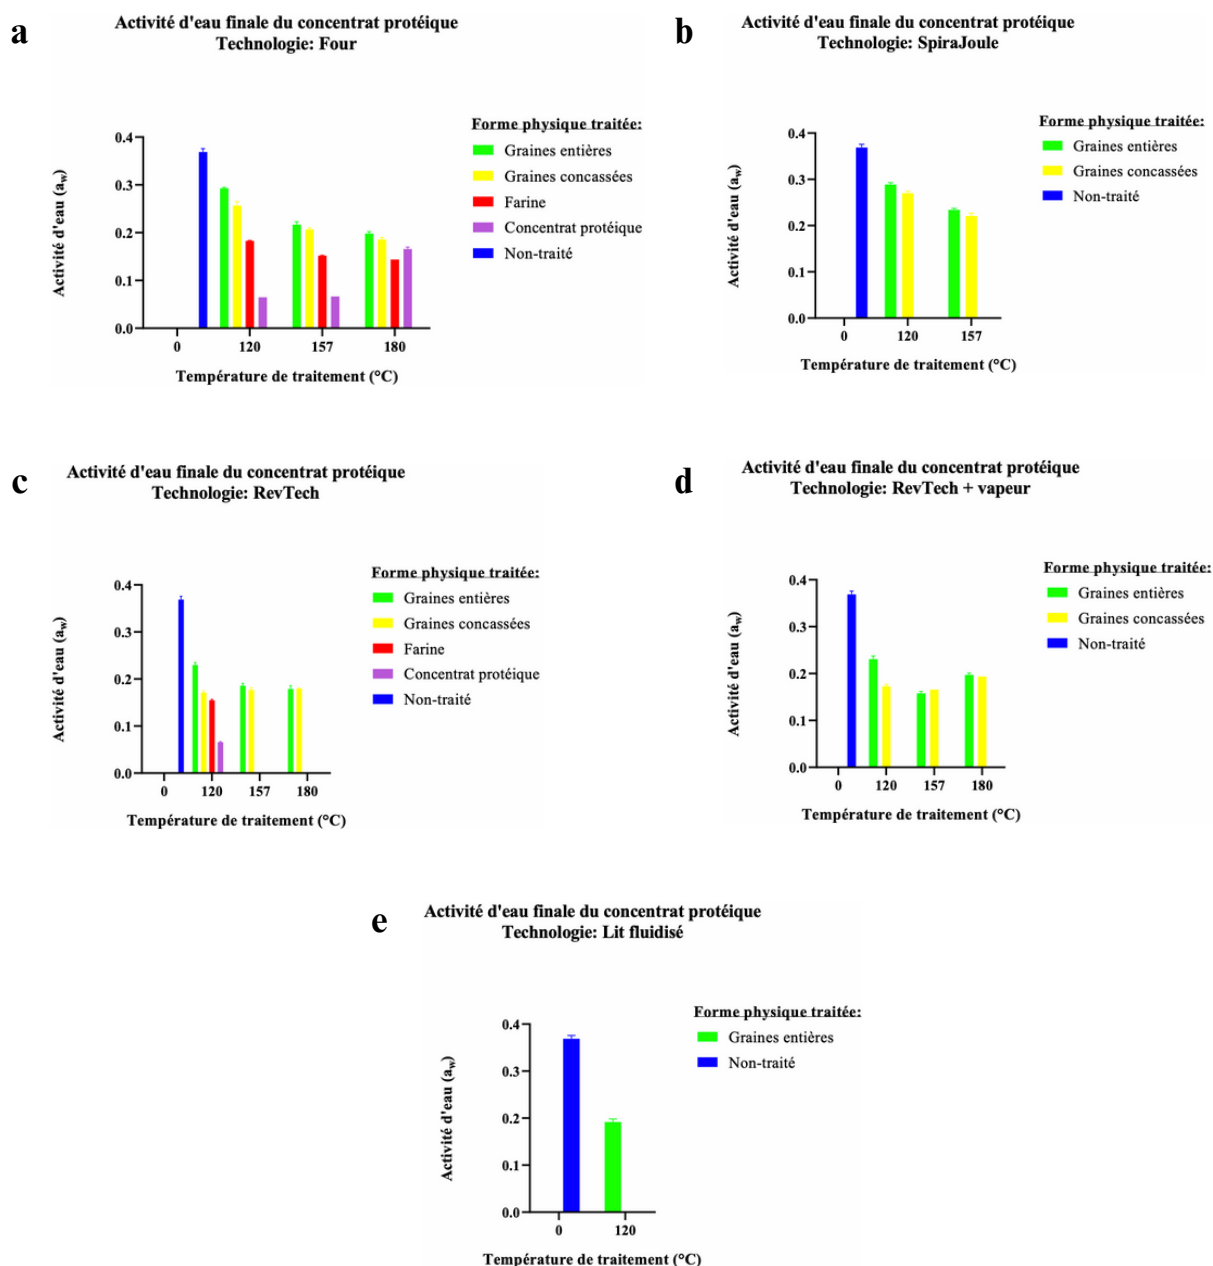 a
Activité d'eau finale du concentrat protéique
Technologie: Four
Forme physique traitée:
Graines entières
Graines concassées
Farine
Concentrat protéique
Non-traité
Activité d'eau (aw)
0.4
0.3
0.2
0.1
0.0
0 120 157 180
Température de traitement (°C)
b
Activité d'eau finale du concentrat protéique
Technologie: SpiraJoule
Forme physique traitée:
Graines entières
Graines concassées
Non-traité
Activité d'eau (aw)
0.4
0.3
0.2
0.1
0.0
0 120 157
Température de traitement (°C)
c
Activité d'eau finale du concentrat protéique
Technologie: RevTech
Forme physique traitée:
Graines entières
Graines concassées
Farine
Concentrat protéique
Non-traité
Activité d'eau (aw)
0.4
0.3
0.2
0.1
0.0
0 120 157 180
Température de traitement (°C)
d
Activité d'eau finale du concentrat protéique
Technologie: RevTech + vapeur
Forme physique traitée:
Graines entières
Graines concassées
Non-traité
Activité d'eau (aw)
0.4
0.3
0.2
0.1
0.0
0 120 157 180
Température de traitement (°C)
e
Activité d'eau finale du concentrat protéique
Technologie: Lit fluidisé
Forme physique traitée:
Graines entières
Non-traité
Activité d'eau (aw)
0.4
0.3
0.2
0.1
0.0
0 120
Température de traitement (°C)